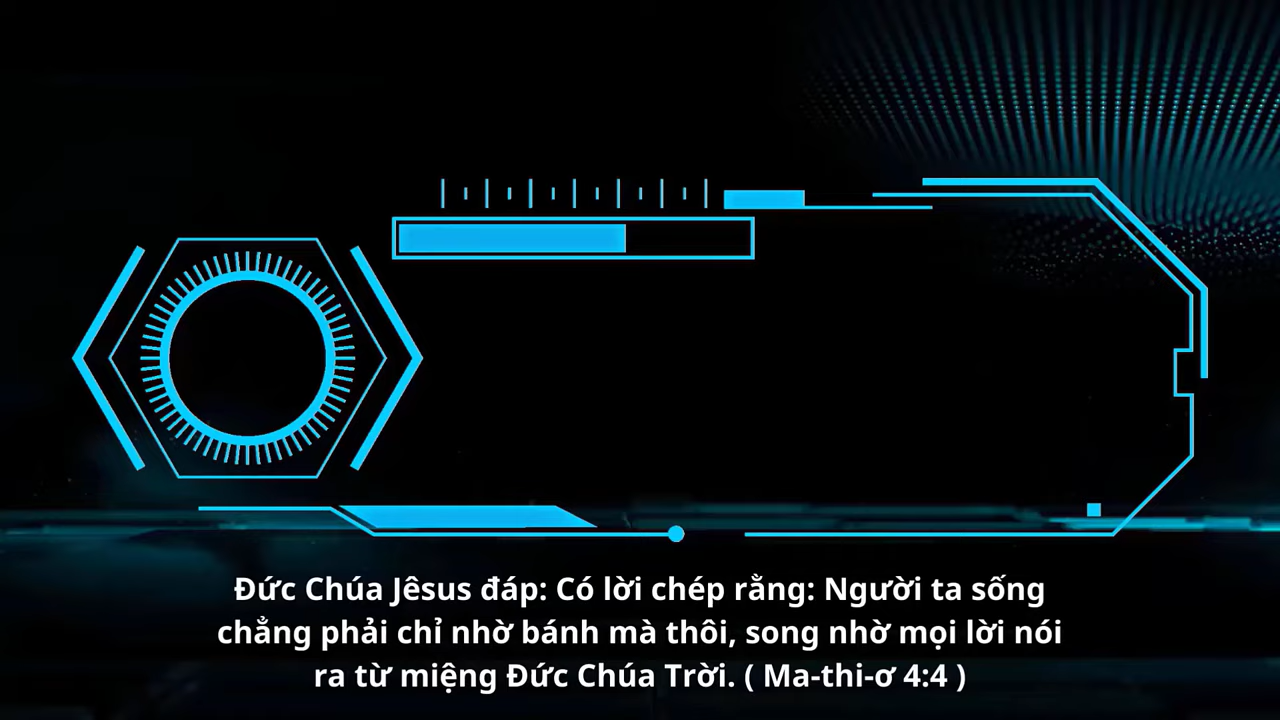 Đức Chúa Jêsus đáp: Có lời chép rằng: Người ta sống
chẳng phải chỉ nhờ bánh mà thôi, song nhờ mọi lời nói
ra từ miệng Đức Chúa Trời. ( Ma-thi-ơ 4:4 )